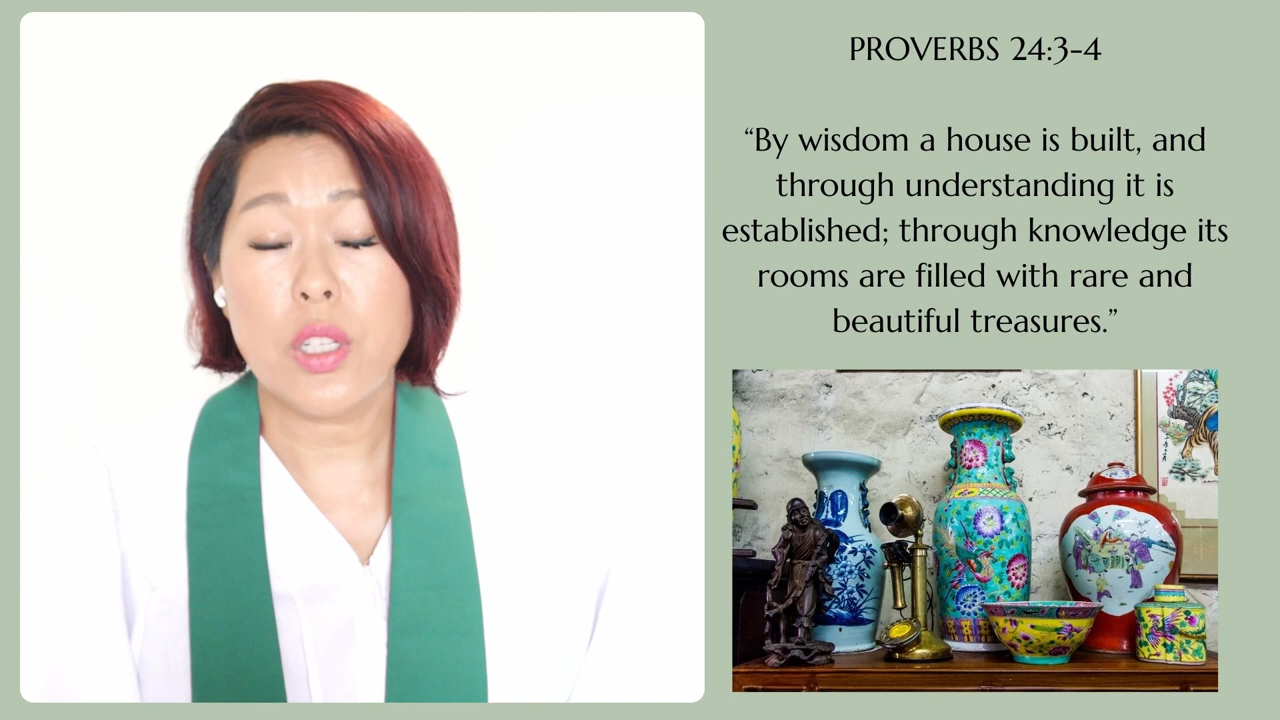 PROVERBS 24:3-4
“By wisdom a house is built, and
through understanding it is
established; through knowledge its
rooms are filled with rare and
beautiful treasures.”